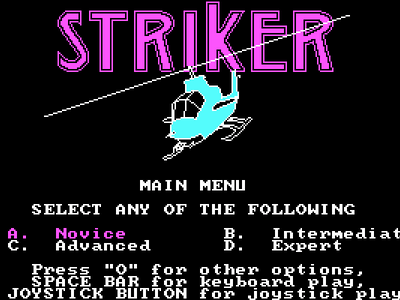 STRIKER
MAIN MENU
SELECT ANY OF THE FOLLOWING
A. Novice B. Intermediat
C. Advanced D. Expert
Press "O" for other options,
SPACE BAR for keyboard play,
JOYSTICK BUTTON for joystick play